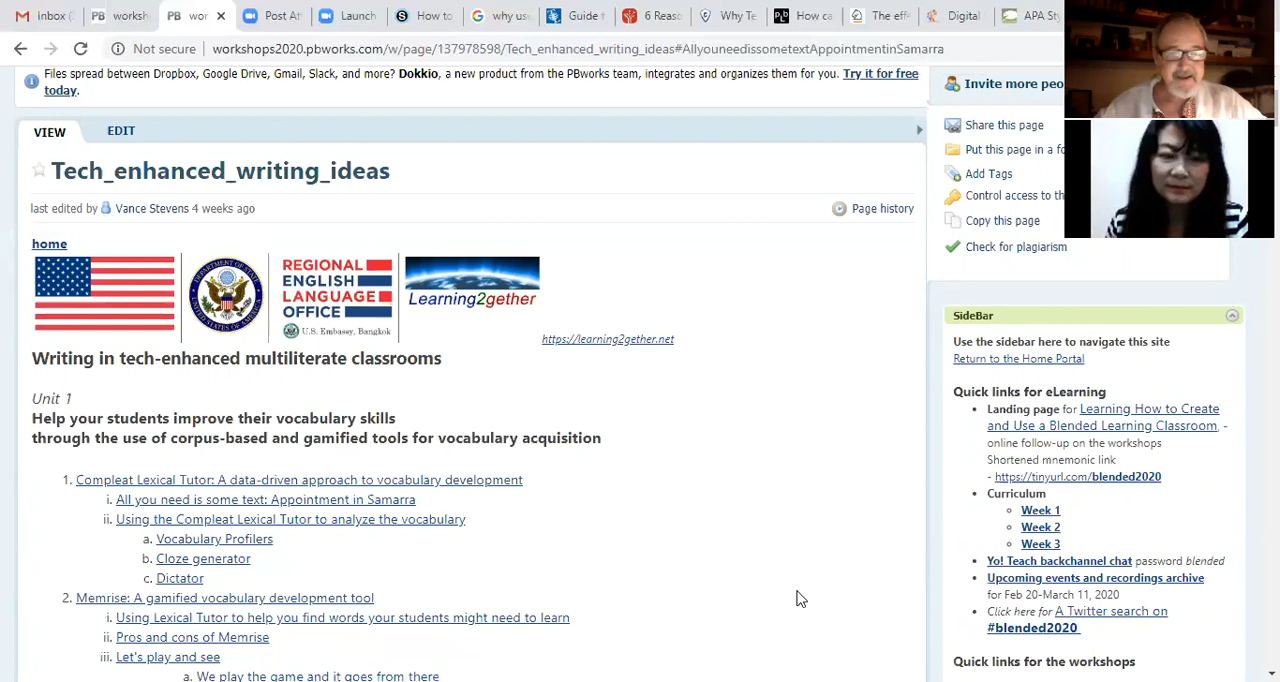 Inbox (
PB worksh
PB wor
Post At
Launch
S How to
why us
Guide t
6 Reaso
Why Te
How ca
The eff
Digital
APA Sty
Not secure workshops2020.pbworks.com/w/page/137978598/Tech_enhanced_writing_ideas#AllyouneedissometextAppointmentinSamarra
Files spread between Dropbox, Google Drive, Gmail, Slack, and more? Dokkio, a new product from the PBworks team, integrates and organizes them for you. Try it for free
today.
VIEW EDIT
Tech_enhanced_writing_ideas
last edited by Vance Stevens 4 weeks ago
Page history
home
DEPARTMENT OF STATE
REGIONAL
ENGLISH
LANGUAGE
OFFICE
U.S. Embassy, Bangkok
Learning2gether
https://learning2gether.net
Writing in tech-enhanced multiliterate classrooms
Unit 1
Help your students improve their vocabulary skills
through the use of corpus-based and gamified tools for vocabulary acquisition
1. Compleat Lexical Tutor: A data-driven approach to vocabulary development
i. All you need is some text: Appointment in Samarra
ii. Using the Compleat Lexical Tutor to analyze the vocabulary
a. Vocabulary Profilers
b. Cloze generator
c. Dictator
2. Memrise: A gamified vocabulary development tool
i. Using Lexical Tutor to help you find words your students might need to learn
ii. Pros and cons of Memrise
iii. Let's play and see
a. We play the game and it goes from there
Invite more peo
Share this page
Put this page in a fo
Add Tags
Control access to th
Copy this page
Check for plagiarism
SideBar
Use the sidebar here to navigate this site
Return to the Home Portal
Quick links for eLearning
• Landing page for Learning How to Create
and Use a Blended Learning Classroom, -
online follow-up on the workshops
Shortened mnemonic link
- https://tinyurl.com/blended2020
• Curriculum
Week 1
Week 2
Week 3
• Yo! Teach backchannel chat password blended
• Upcoming events and recordings archive
for Feb 20-March 11, 2020
• Click here for A Twitter search on
#blended2020
Quick links for the workshops